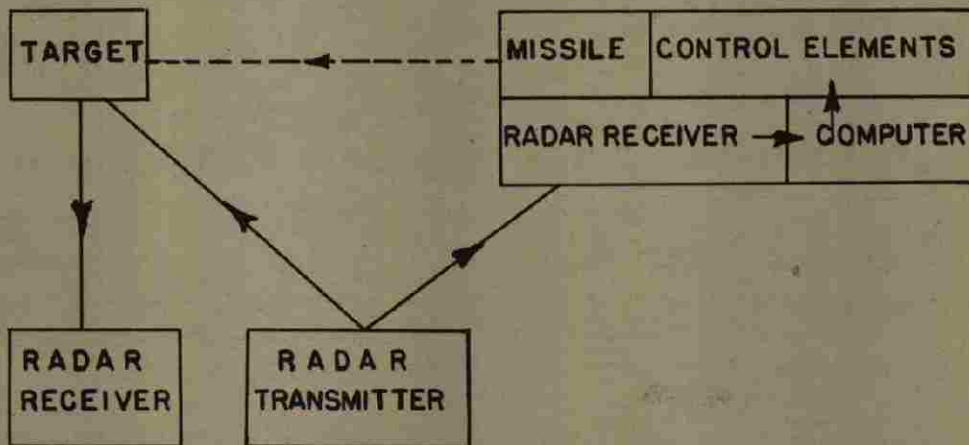 TARGET
MISSILE
CONTROL ELEMENTS
RADAR RECEIVER
COMPUTER
RADAR
RECEIVER
RADAR
TRANSMITTER